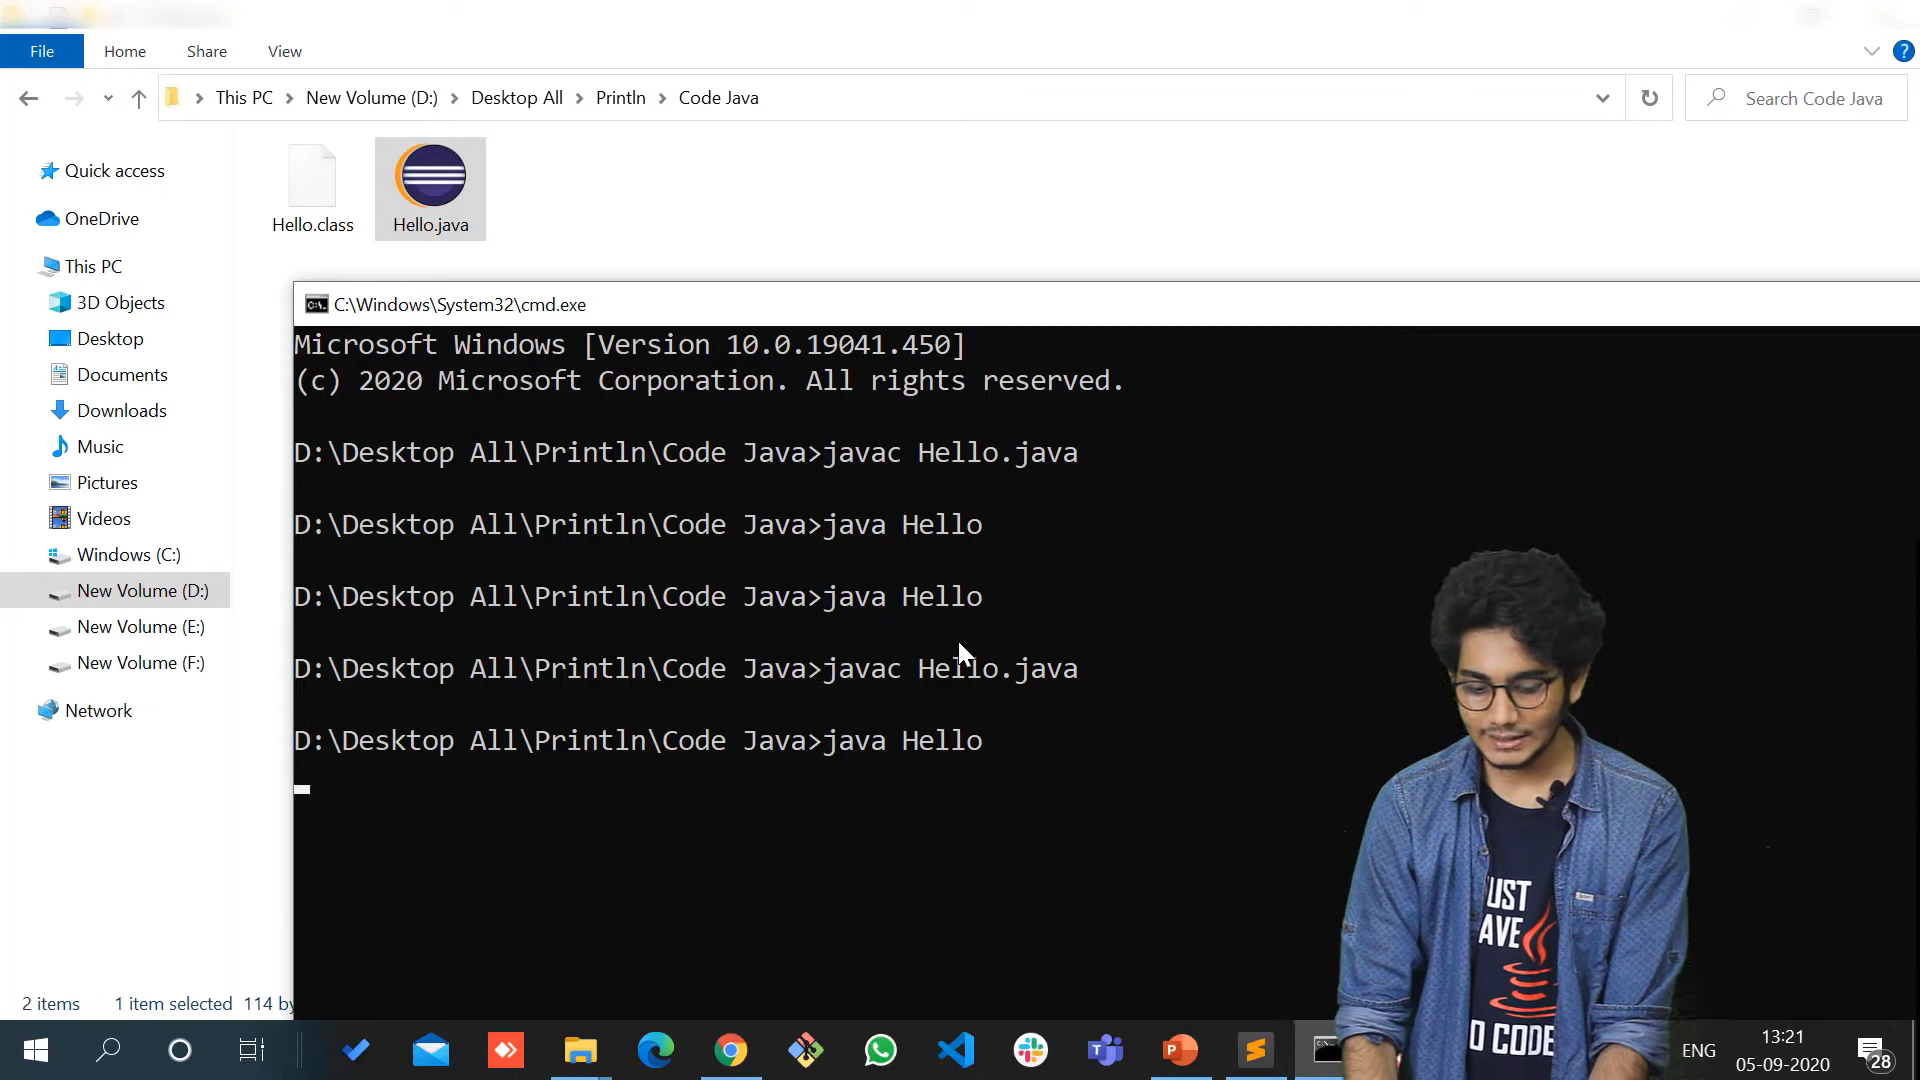 File Home Share View
This PC New Volume (D:) Desktop All Println Code Java
Search Code Java
Quick access
OneDrive
This PC
3D Objects
Desktop
Documents
Downloads
Music
Pictures
Videos
Windows (C:)
New Volume (D:)
New Volume (E:)
New Volume (F:)
Network
Hello.class
Hello.java
C:\Windows\System32\cmd.exe
Microsoft Windows [Version 10.0.19041.450]
(c) 2020 Microsoft Corporation. All rights reserved.
D:\Desktop All\Println\Code Java>javac Hello.java
D:\Desktop All\Println\Code Java>java Hello
D:\Desktop All\Println\Code Java>java Hello
D:\Desktop All\Println\Code Java>javac Hello.java
D:\Desktop All\Println\Code Java>java Hello
UST
AVE
O CODE
2 items 1 item selected 114 by
ENG
13:21
05-09-2020
28